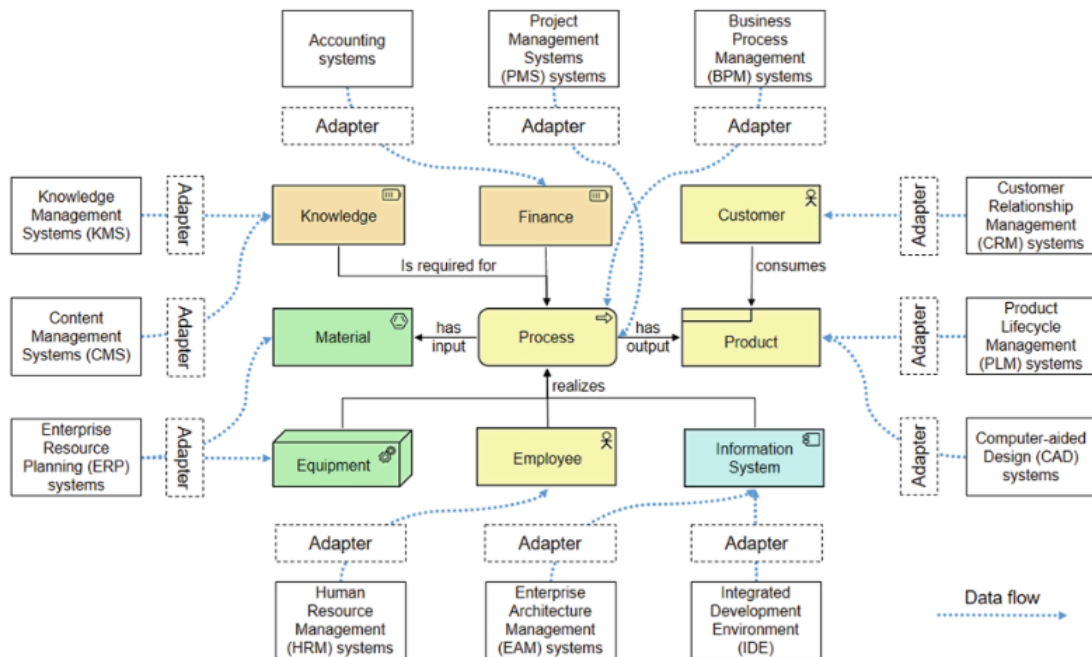 Accounting
systems
Project
Management
Systems
(PMS) systems
Business
Process
Management
(BPM) systems
Adapter
Adapter
Adapter
Knowledge
Management
Systems (KMS)
Adapter
Knowledge
Finance
Customer
Adapter
Customer
Relationship
Management
(CRM) systems
Is required for
consumes
Content
Management
Systems (CMS)
Adapter
Material
has
input
Process
has
output
Product
Adapter
Product
Lifecycle
Management
(PLM) systems
realizes
Enterprise
Resource
Planning (ERP)
systems
Adapter
Equipment
Employee
Information
System
Adapter
Computer-aided
Design (CAD)
systems
Adapter
Adapter
Adapter
Human
Resource
Management
(HRM) systems
Enterprise
Architecture
Management
(EAM) systems
Integrated
Development
Environment
(IDE)
Data flow